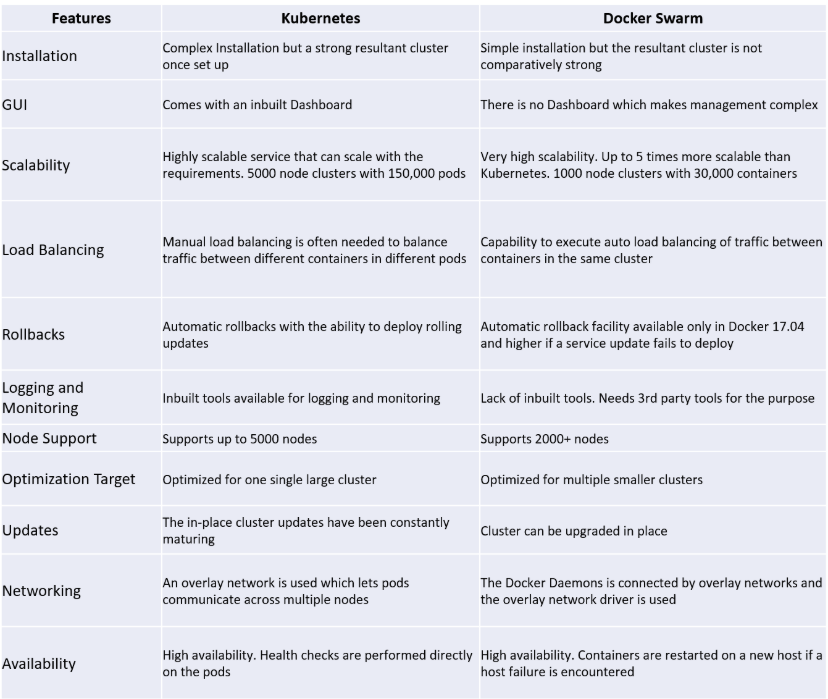 Features Kubernetes Docker Swarm
Installation
Complex Installation but a strong resultant cluster
once set up
Simple installation but the resultant cluster is not
comparatively strong
GUI
Comes with an inbuilt Dashboard
There is no Dashboard which makes management complex
Scalability
Highly scalable service that can scale with the
requirements. 5000 node clusters with 150,000 pods
Very high scalability. Up to 5 times more scalable than
Kubernetes. 1000 node clusters with 30,000 containers
Load Balancing
Manual load balancing is often needed to balance
traffic between different containers in different pods
Capability to execute auto load balancing of traffic between
containers in the same cluster
Rollbacks
Automatic rollbacks with the ability to deploy rolling
updates
Automatic rollback facility available only in Docker 17.04
and higher if a service update fails to deploy
Logging and
Monitoring
Inbuilt tools available for logging and monitoring
Lack of inbuilt tools. Needs 3rd party tools for the purpose
Node Support
Supports up to 5000 nodes
Supports 2000+ nodes
Optimization Target
Optimized for one single large cluster
Optimized for multiple smaller clusters
Updates
The in-place cluster updates have been constantly
maturing
Cluster can be upgraded in place
Networking
An overlay network is used which lets pods
communicate across multiple nodes
The Docker Daemons is connected by overlay networks and
the overlay network driver is used
Availability
High availability. Health checks are performed directly
on the pods
High availability. Containers are restarted on a new host if a
host failure is encountered